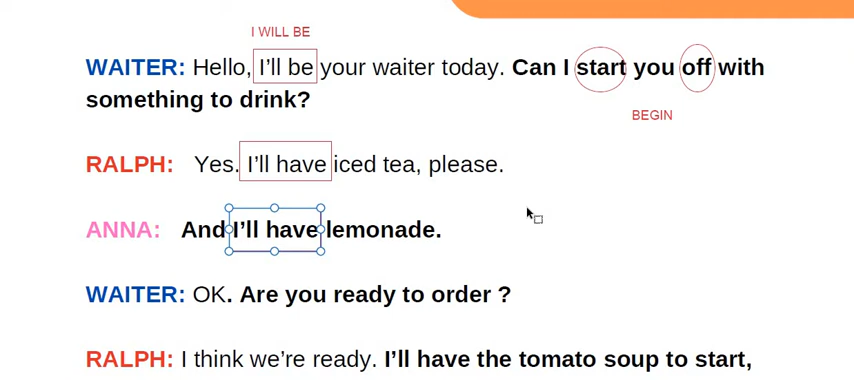 I WILL BE
WAITER: Hello, I'll be your waiter today. Can I start you off with
something to drink?
BEGIN
RALPH: Yes. I'll have iced tea, please.
ANNA: And I'll have lemonade.
WAITER: OK. Are you ready to order ?
RALPH: I think we're ready. I'll have the tomato soup to start,